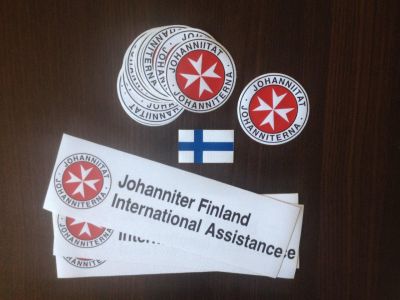 JOHANNIITAT
JOHANNITERNA
JOHANNIITAT
JOHANNITERNA
JOHANNIITAT
JOHANNITERNA
Johanniter Finland
International Assistance